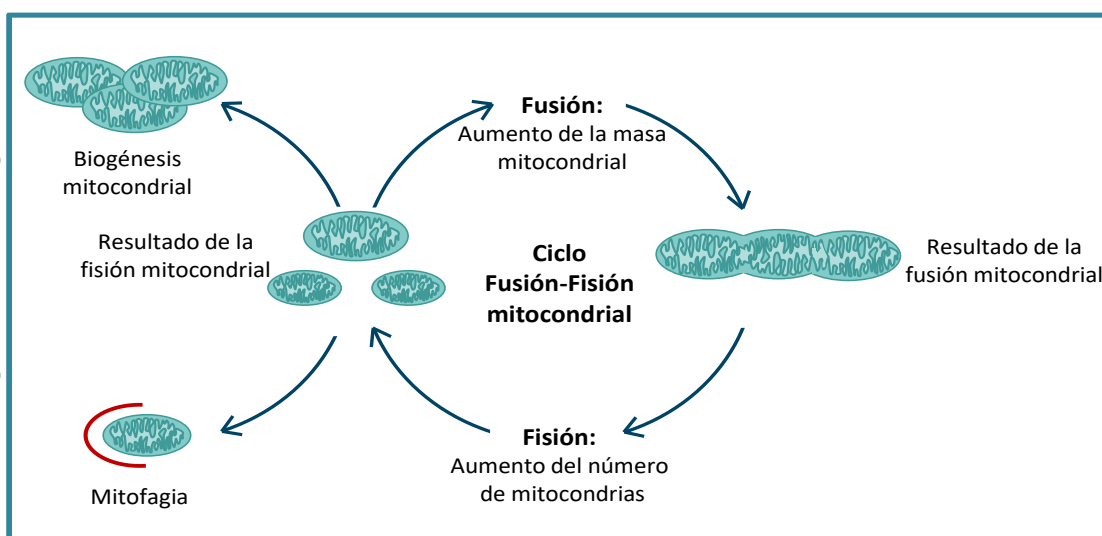 Biogénesis
mitocondrial
Fusión:
Aumento de la masa
mitocondrial
Resultado de la
fisión mitocondrial
Ciclo
Fusión-Fisión
mitocondrial
Resultado de la
fusión mitocondrial
Mitofagia
Fisión:
Aumento del número
de mitocondrias